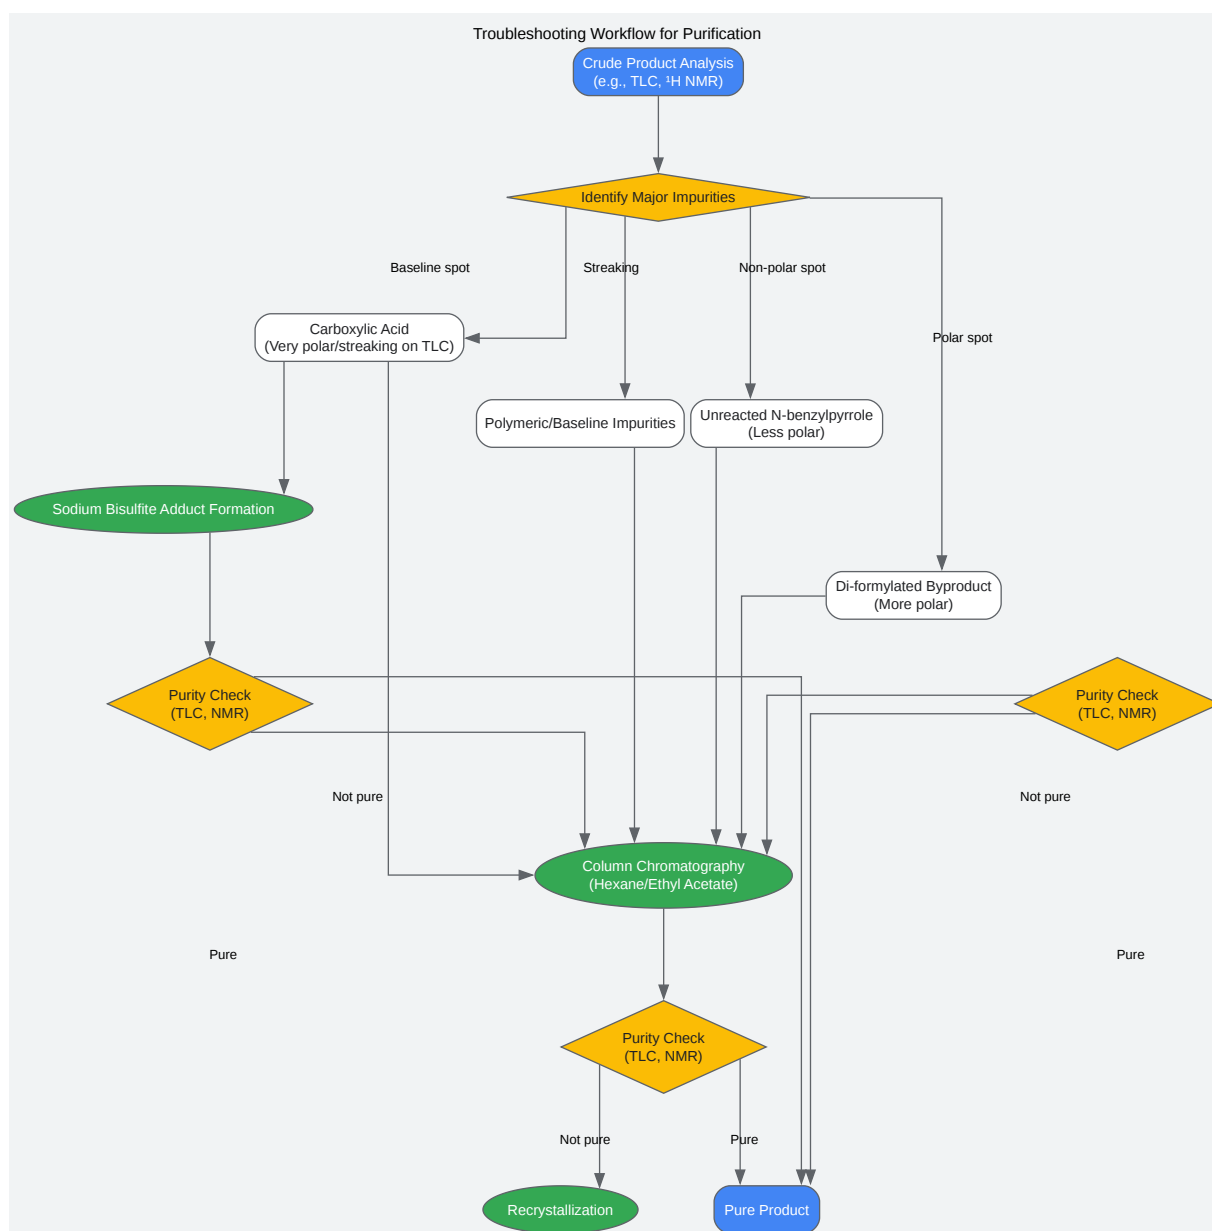 Troubleshooting Workflow for Purification
Crude Product Analysis
(e.g., TLC, ¹H NMR)
Identify Major Impurities
Baseline spot
Streaking
Non-polar spot
Polar spot
Carboxylic Acid
(Very polar/streaking on TLC)
Polymeric/Baseline Impurities
Unreacted N-benzylpyrrole
(Less polar)
Sodium Bisulfite Adduct Formation
Di-formylated Byproduct
(More polar)
Purity Check
(TLC, NMR)
Purity Check
(TLC, NMR)
Not pure
Not pure
Column Chromatography
(Hexane/Ethyl Acetate)
Pure
Pure
Purity Check
(TLC, NMR)
Not pure
Pure
Recrystallization
Pure Product